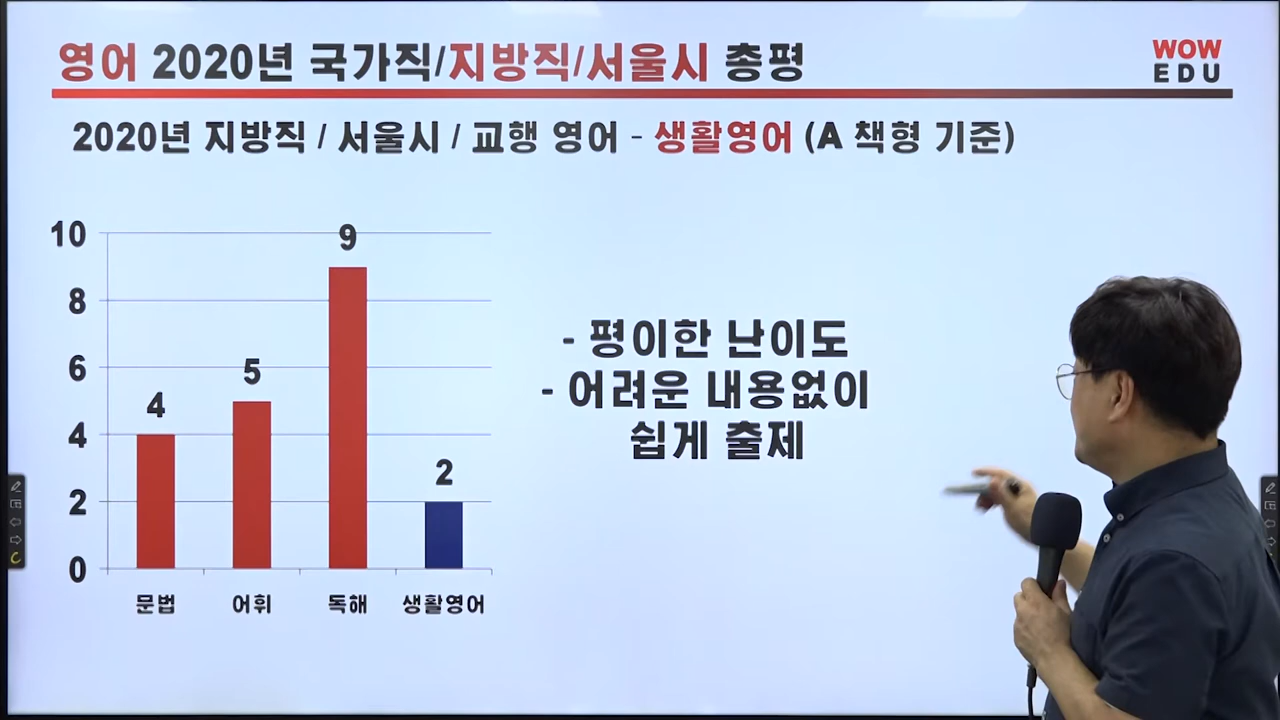 영어 2020년 국가직/지방직/서울시 총평
WOW
EDU
2020년 지방직 / 서울시 / 교행 영어 - 생활영어 (A 책형 기준)
10
8
6
4
2
0
4
5
9
2
문법
어휘
독해
생활영어
- 평이한 난이도
- 어려운 내용없이
쉽게 출제